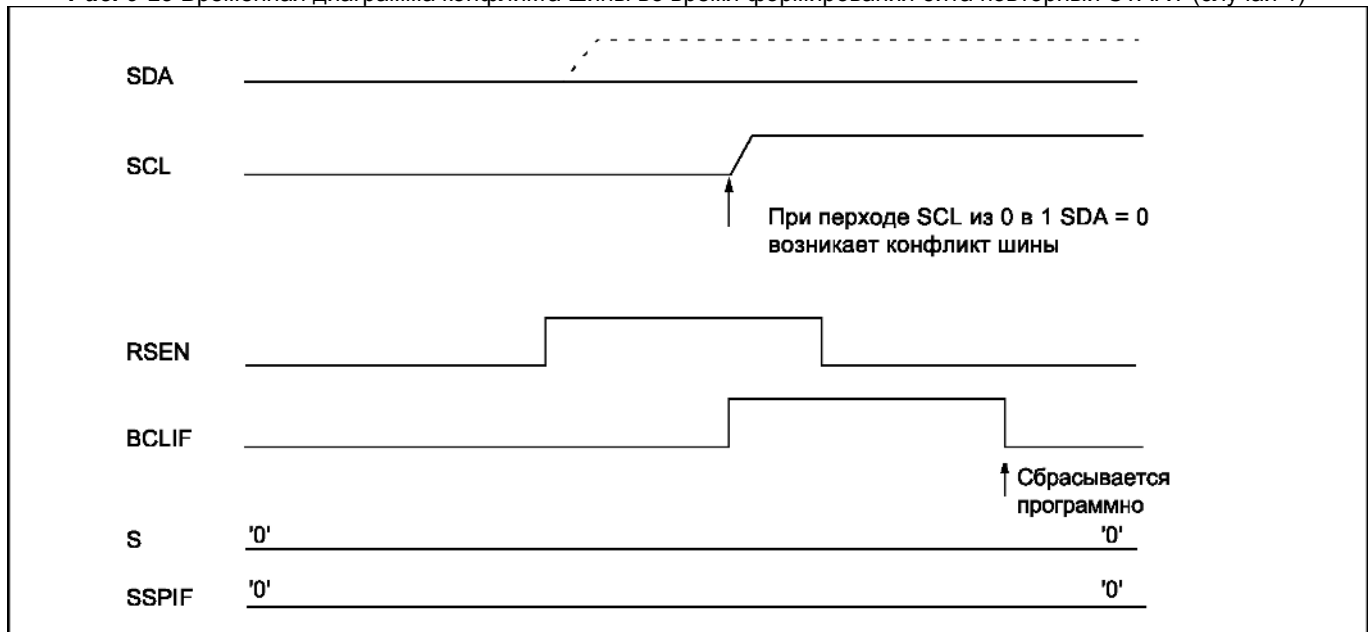 SDA
SCL
При перходе SCL из 0 в 1 SDA = 0
возникает конфликт шины
RSEN
BCLIF
Сбрасывается
программно
S '0' '0'
SSPIF '0' '0'